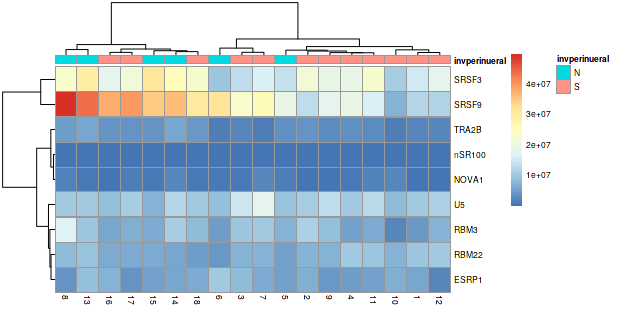 invperinueral
invperinueral
SRSF3
N
SRSF9
S
TRA2B
nSR100
NOVA1
U5
RBM3
RBM22
ESRP1
4e+07
3e+07
2e+07
1e+07
8 13 16 17 15 14 18 6 3 7 5 2 9 4 11 10 1 12